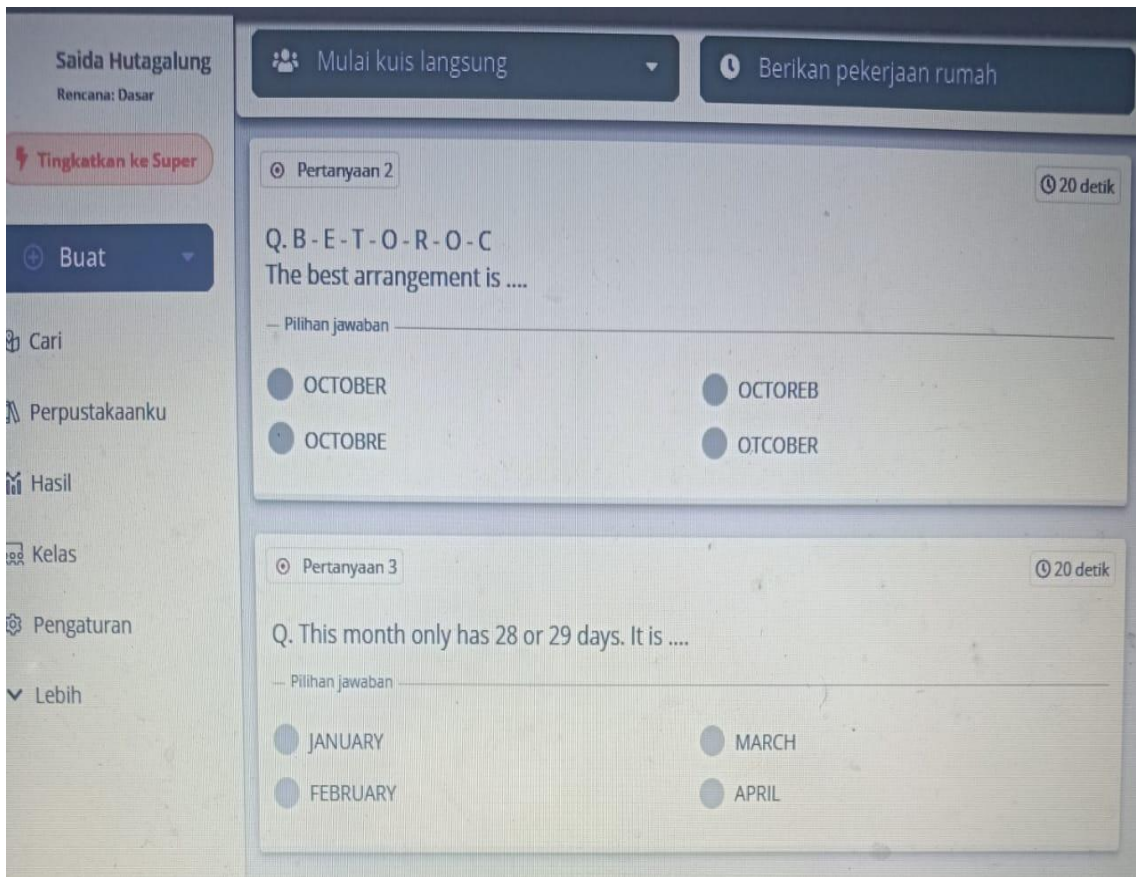 Saida Hutagalung
Rencana: Dasar
Tingkatkan ke Super
Buat
Cari
Perpustakaanku
Hasil
Kelas
Pengaturan
Lebih
Mulai kuis langsung
Berikan pekerjaan rumah
Pertanyaan 2
20 detik
Q. B - E - T - O - R - O - C
The best arrangement is ....
Pilihan jawaban
OCTOBER
OCTOREB
OCTOBRE
OTCOBER
Pertanyaan 3
20 detik
Q. This month only has 28 or 29 days. It is ....
Pilihan jawaban
JANUARY
MARCH
FEBRUARY
APRIL